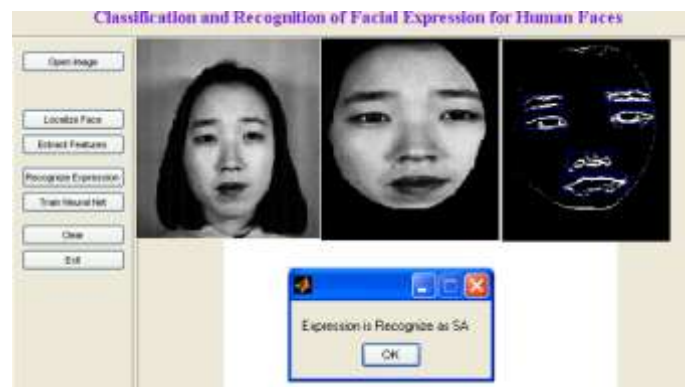 Classification and Recognition of Facial Expression for Human Faces
Open Image
Localize Face
Extract Features
Recognize Expression
Train Neural Net
Clear
Exit
Expression is Recognize as SA
OK